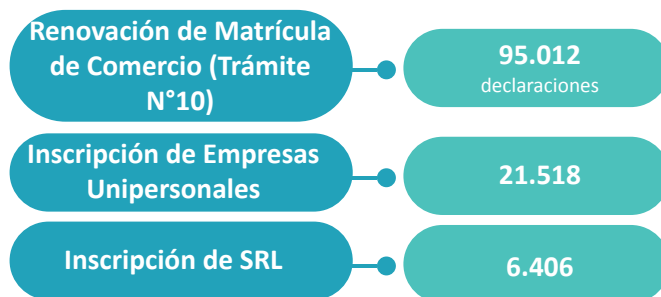 Renovación de Matrícula
de Comercio (Trámite
N°10)
95.012
declaraciones
Inscripción de Empresas
Unipersonales
21.518
Inscripción de SRL
6.406